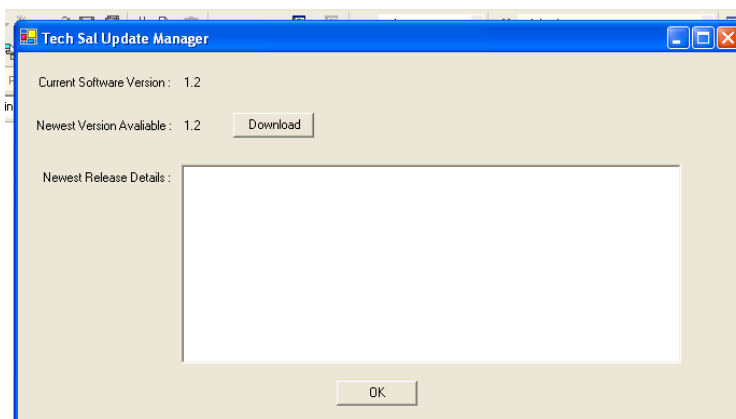 Tech Sal Update Manager
Current Software Version : 1.2
Newest Version Avaliable : 1.2 Download
Newest Release Details :
OK